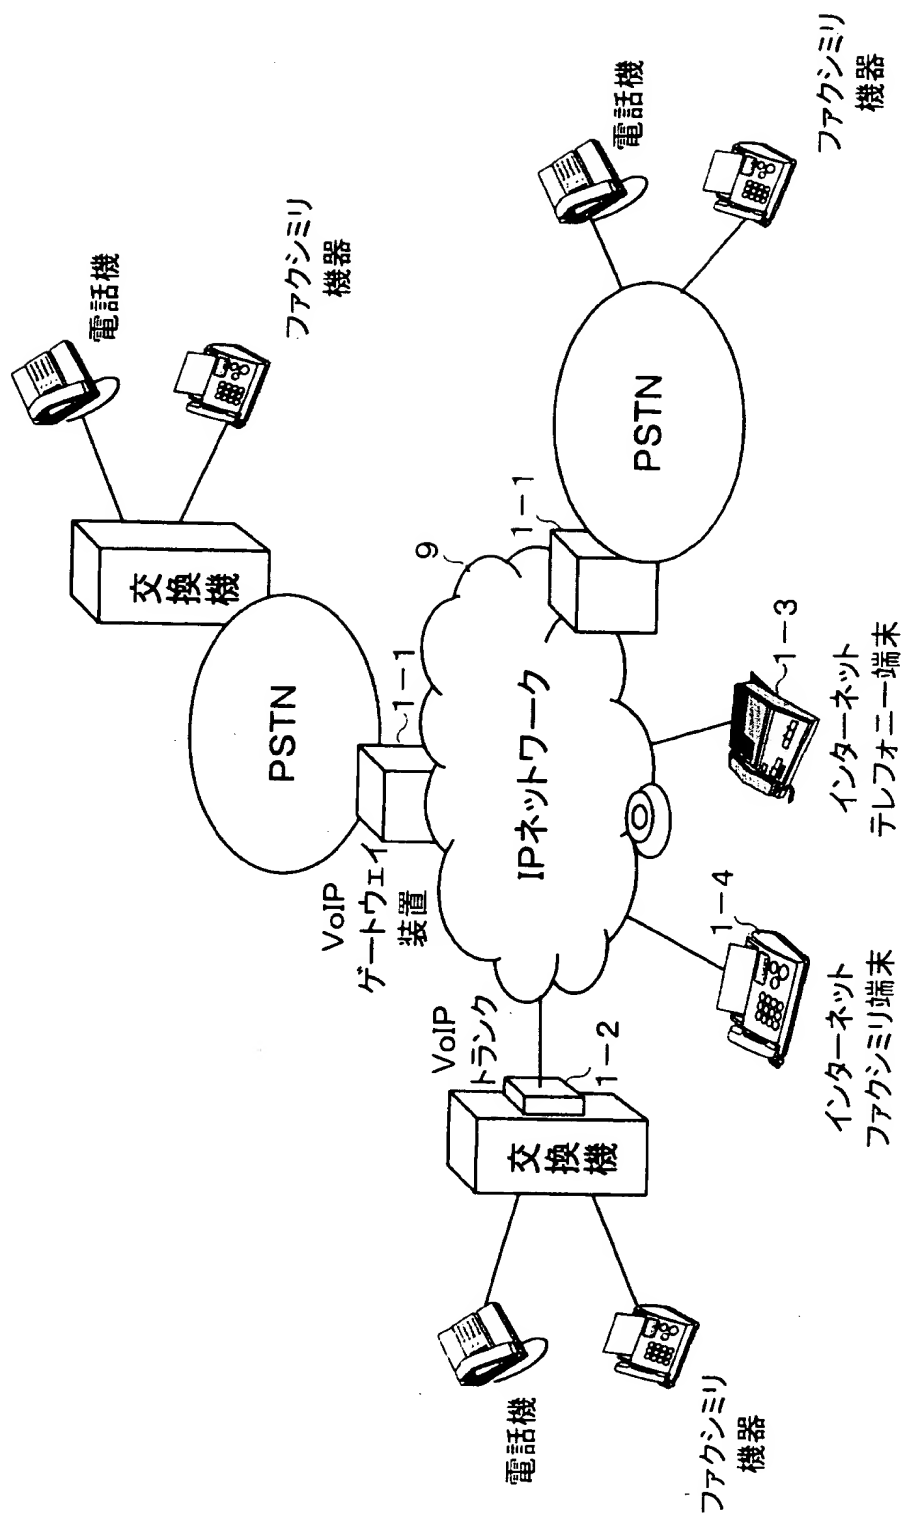 電話機
ファクシミリ
機器
交換機
PSTN
VoIP
ゲートウェイ
装置
1-1
9
1-1
PSTN
電話機
ファクシミリ
機器
IPネットワーク
VoIP
トランク
1-2
交換機
電話機
ファクシミリ
機器
1-4
インターネット
ファクシミリ端末
1-3
インターネット
テレフォニー端末